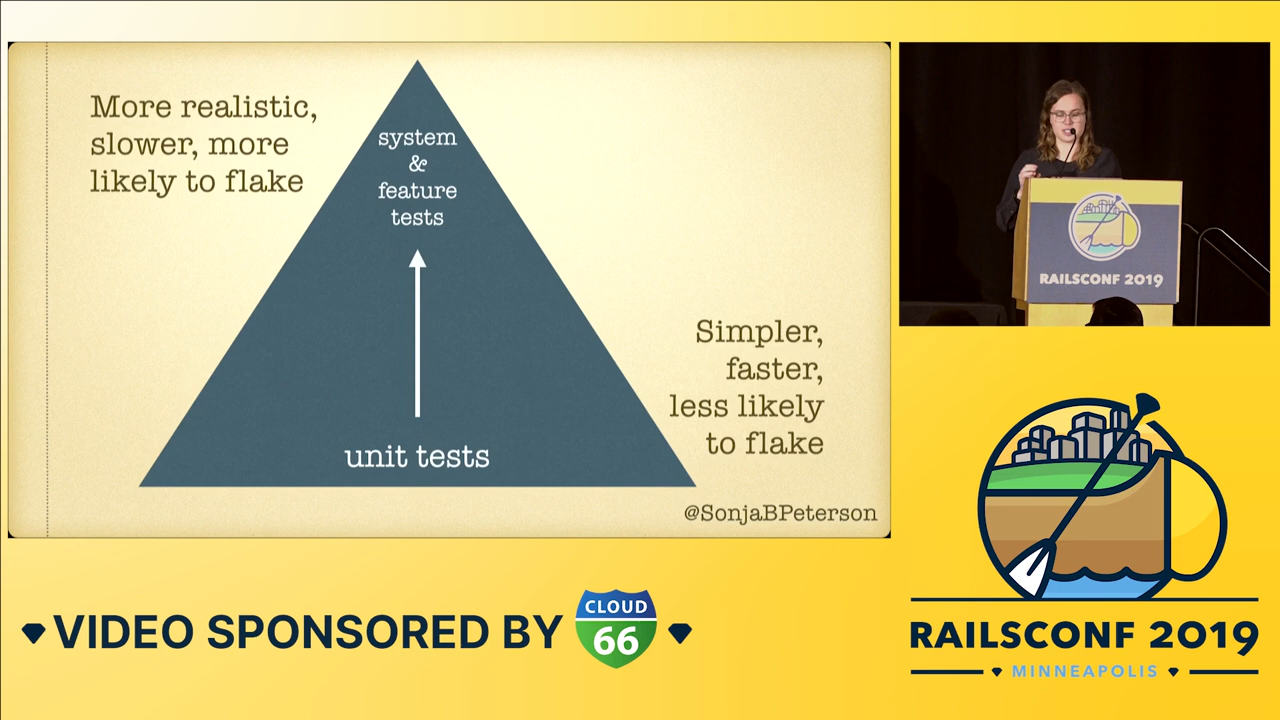 More realistic,
slower, more
likely to flake
system
&
feature
tests
unit tests
Simpler,
faster,
less likely
to flake
@SonjaBPeterson
RAILSCONF 2019
VIDEO SPONSORED BY
CLOUD
66
RAILSCONF 2019
MINNEAPOLIS